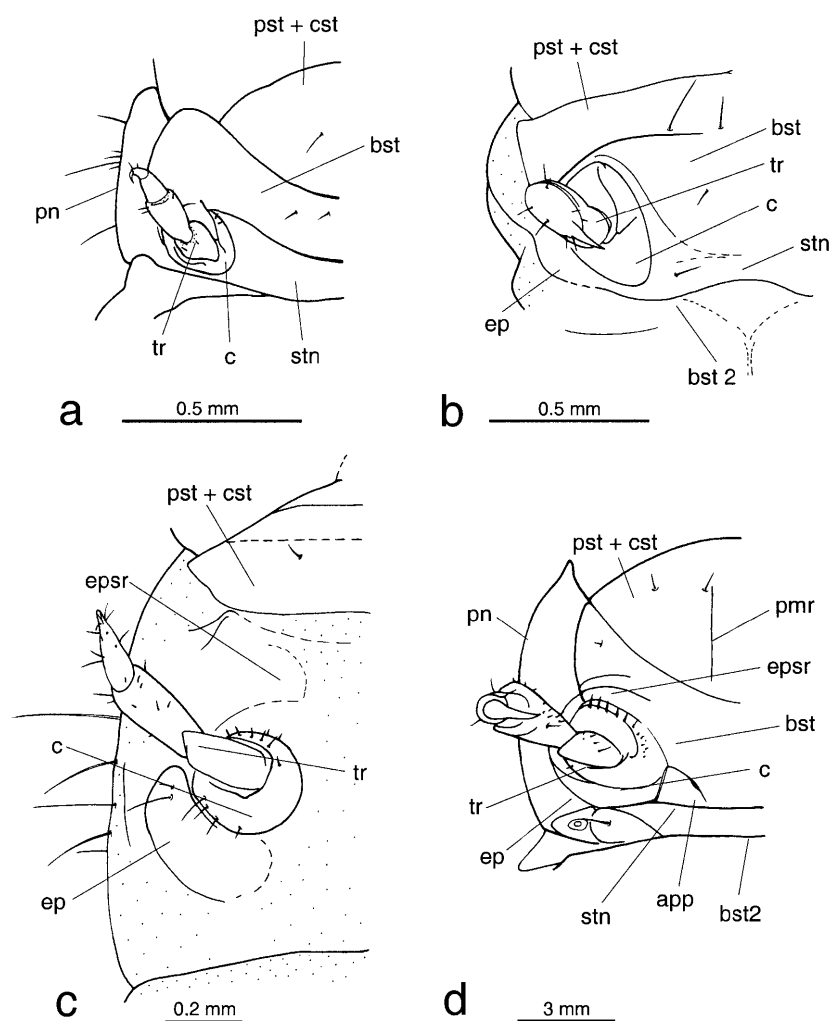 pst + cst
bst
pn
tr
c
stn
a
0.5 mm
pst + cst
bst
tr
c
stn
ep
bst 2
b
0.5 mm
pst + cst
epsr
c
tr
ep
c
0.2 mm
pst + cst
pn
pmr
epsr
bst
c
tr
ep
stn
app
bst2
d
3 mm